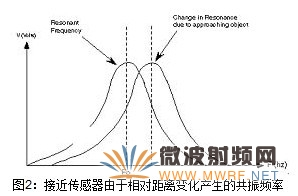 Resonant
Frequency
Change in Resonance
due to approaching object
V(Volts)
微波射频网
(hz)
WWW.MWRF.NET
图2：接近传感器由于相对距离变化产生的共振频率